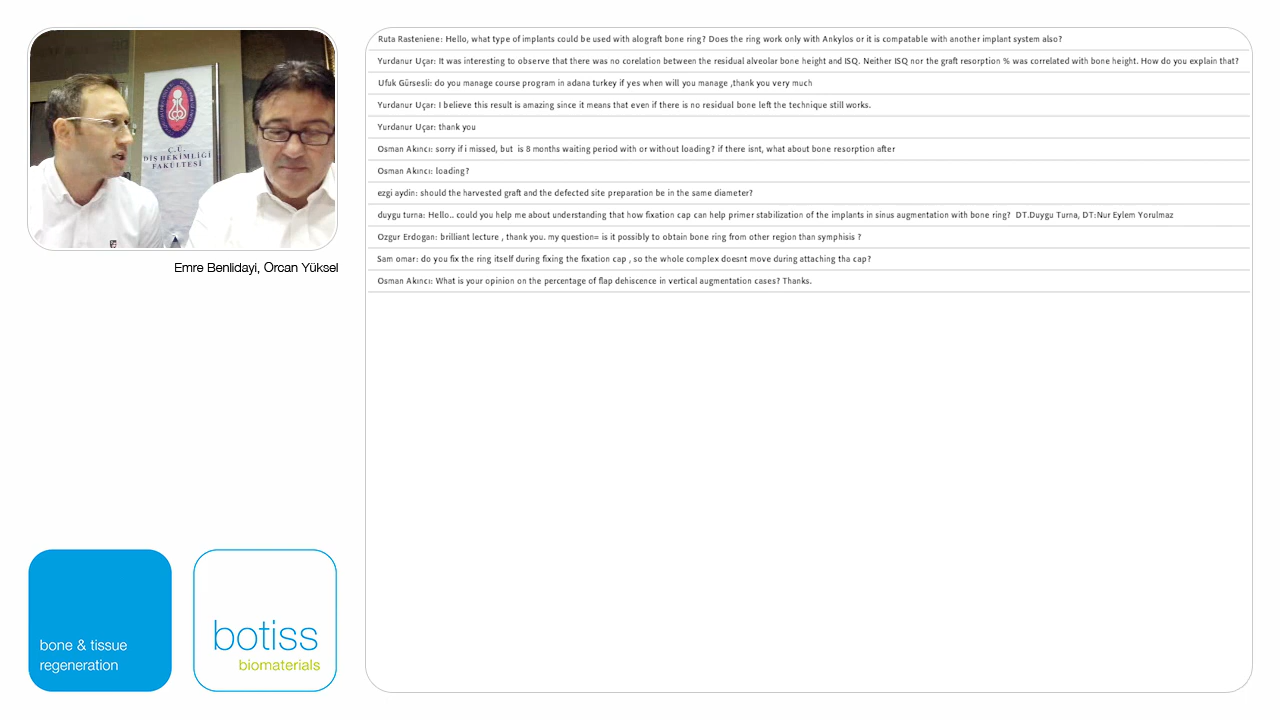 Ruta Rasteniene: Hello, what type of implants could be used with alograft bone ring? Does the ring work only with Ankylos or it is compatable with another implant system also?
Yurdanur Uçar: It was interesting to observe that there was no corelation between the residual alveolar bone height and ISQ. Neither ISQ nor the graft resorption % was correlated with bone height. How do you explain that?
Ufuk Gürsesli: do you manage course program in adana turkey if yes when will you manage ,thank you very much
Yurdanur Uçar: I believe this result is amazing since it means that even if there is no residual bone left the technique still works.
Yurdanur Uçar: thank you
Osman Akıncı: sorry if i missed, but  is 8 months waiting period with or without loading? if there isnt, what about bone resorption after
Osman Akıncı: loading?
ezgi aydin: should the harvested graft and the defected site preparation be in the same diameter?
duygu turna: Hello.. could you help me about understanding that how fixation cap can help primer stabilization of the implants in sinus augmentation with bone ring?  DT.Duygu Turna, DT:Nur Eylem Yorulmaz
Ozgur Erdogan: brilliant lecture , thank you. my question= is it possibly to obtain bone ring from other region than symphisis ?
Sam omar: do you fix the ring itself during fixing the fixation cap , so the whole complex doesnt move during attaching tha cap?
Osman Akıncı: What is your opinion on the percentage of flap dehiscence in vertical augmentation cases? Thanks.
Ç.Ü.
DİŞ HEKİMLİĞİ
FAKÜLTESİ
Emre Benlidayi, Orcan Yüksel
bone & tissue
regeneration
botiss
biomaterials